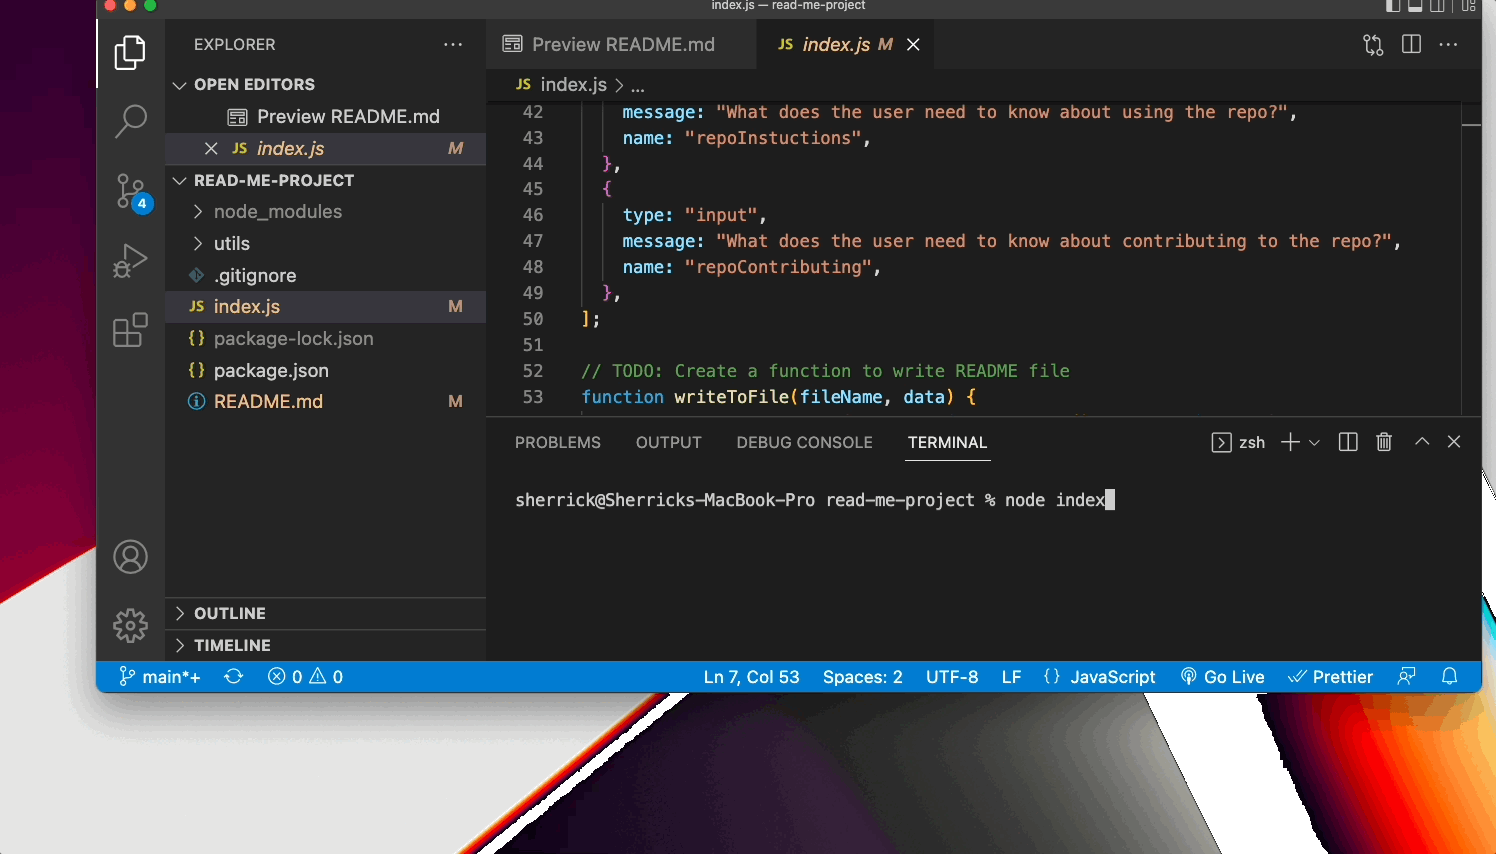 index.js — read-me-project
EXPLORER
OPEN EDITORS
Preview README.md
JS index.js M
READ-ME-PROJECT
node_modules
utils
.gitignore
JS index.js M
{} package-lock.json
{} package.json
README.md M
OUTLINE
TIMELINE
4
Preview README.md
JS index.js M
JS index.js > ...
42 message: "What does the user need to know about using the repo?",
43 name: "repoInstuctions",
44 },
45 {
46 type: "input",
47 message: "What does the user need to know about contributing to the repo?",
48 name: "repoContributing",
49 },
50 ];
51
52 // TODO: Create a function to write README file
53 function writeToFile(fileName, data) {
PROBLEMS OUTPUT DEBUG CONSOLE TERMINAL zsh
sherrick@Sherricks-MacBook-Pro read-me-project % node index
main*+ 0 0 Ln 7, Col 53 Spaces: 2 UTF-8 LF {} JavaScript Go Live Prettier